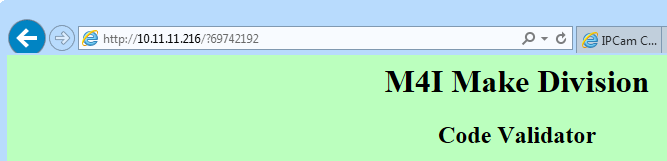 http://10.11.11.216/?69742192
IPCam C...
M4I Make Division
Code Validator